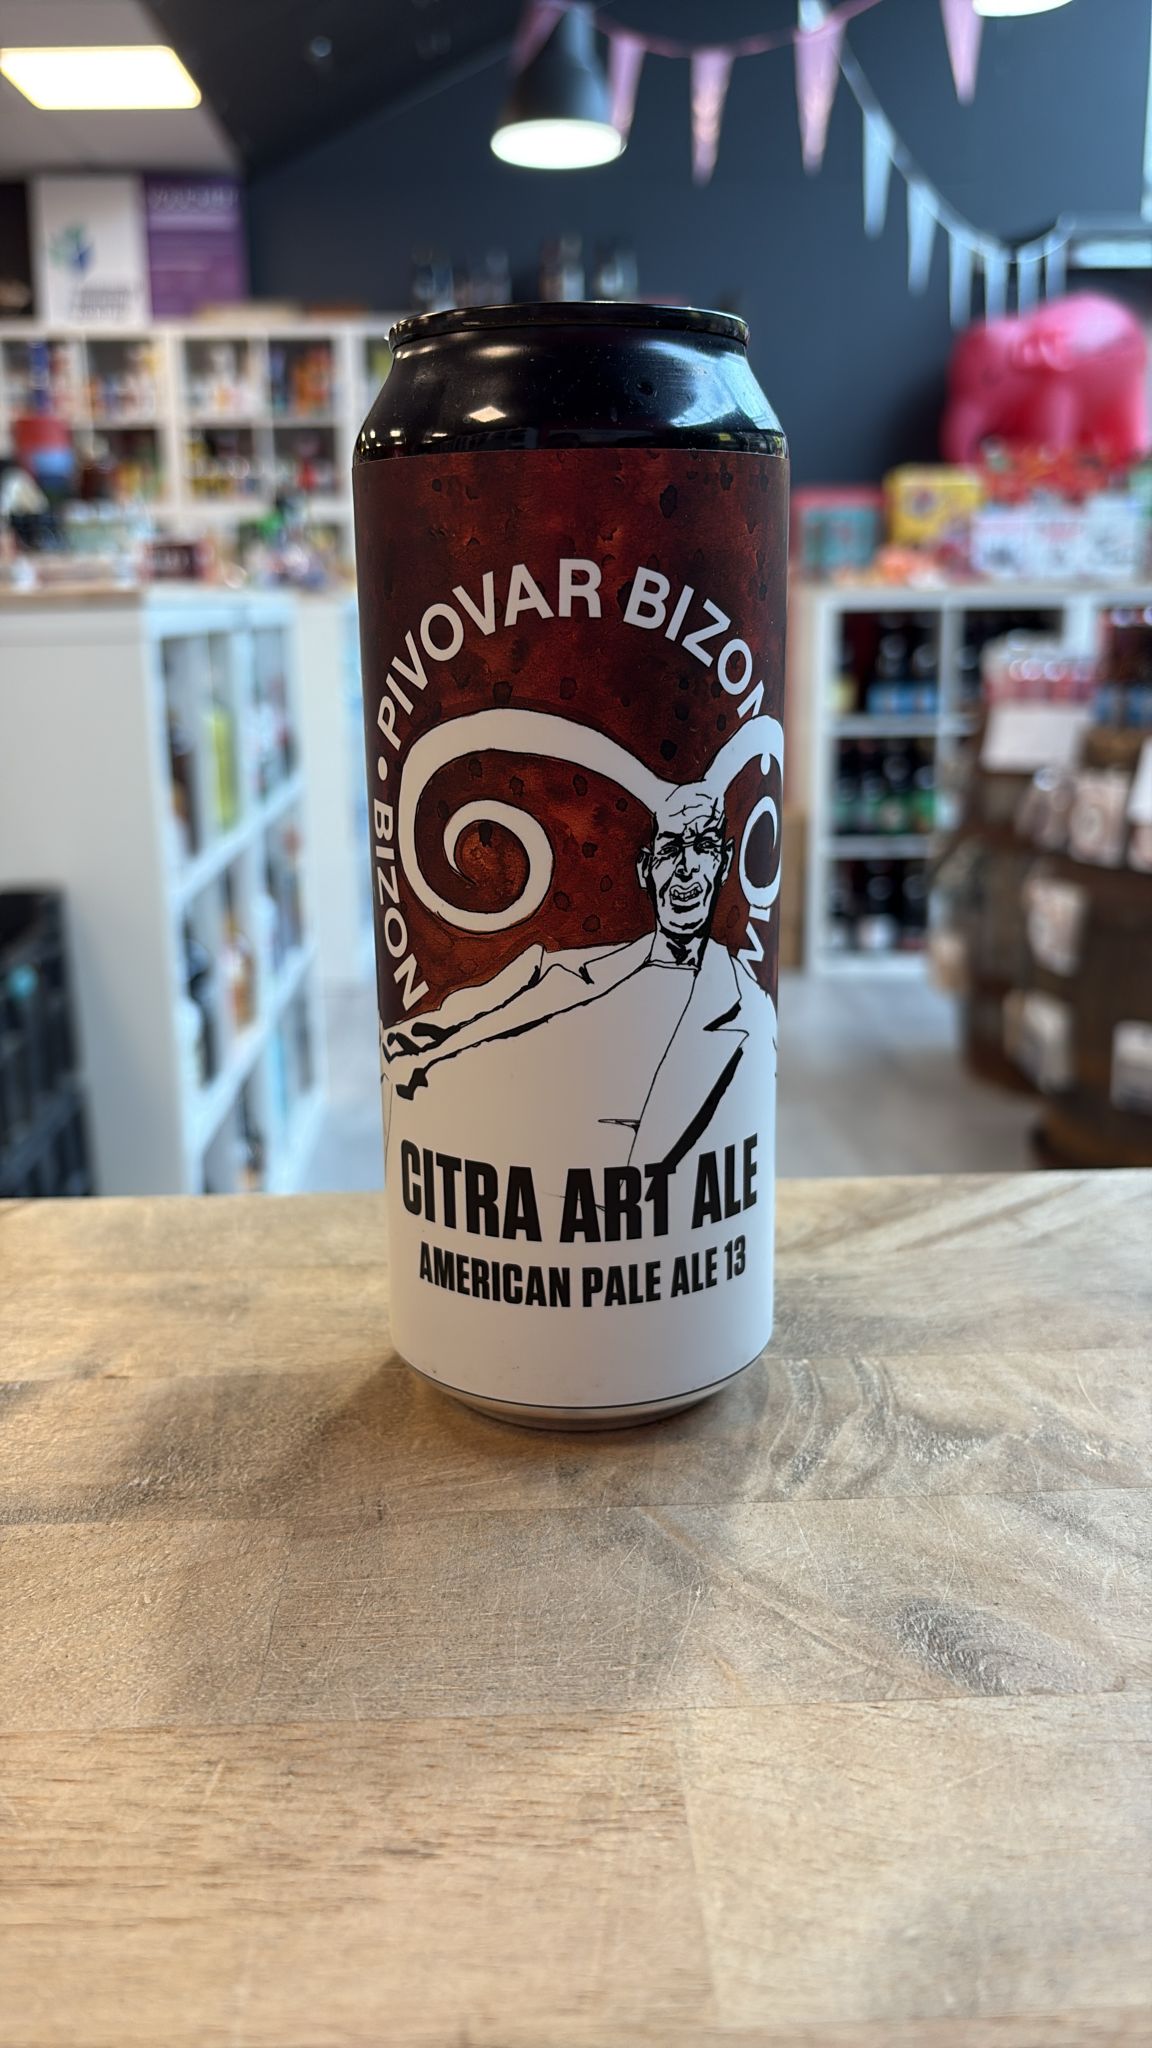 PIVOVAR BIZON
BIZON
CITRA ART ALE
AMERICAN PALE ALE 13